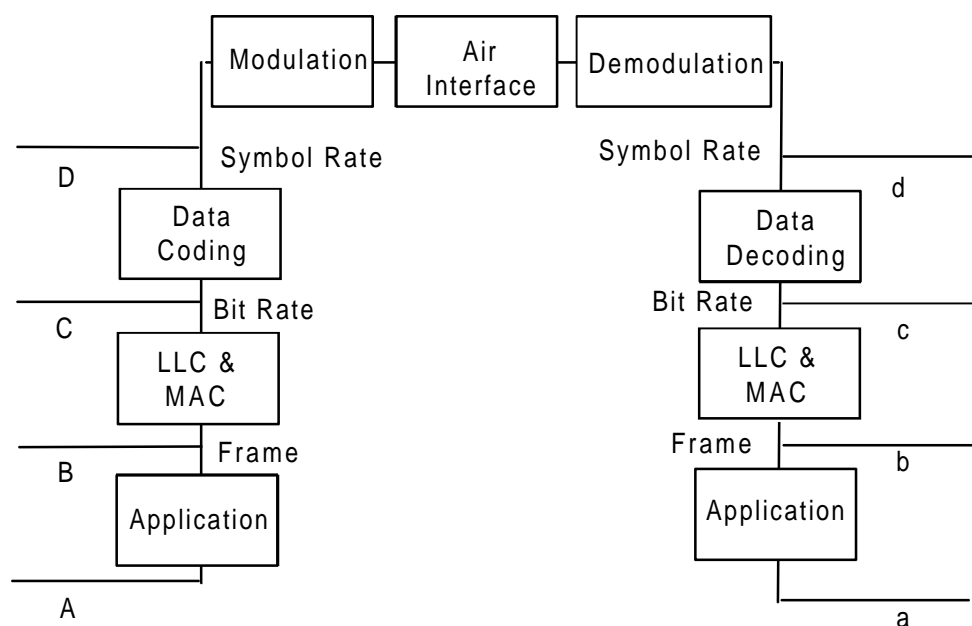 Modulation
Air
Interface
Demodulation
Symbol Rate
Symbol Rate
D
d
Data
Coding
Data
Decoding
Bit Rate
Bit Rate
C
c
LLC &
MAC
LLC &
MAC
Frame
Frame
B
b
Application
Application
A
a